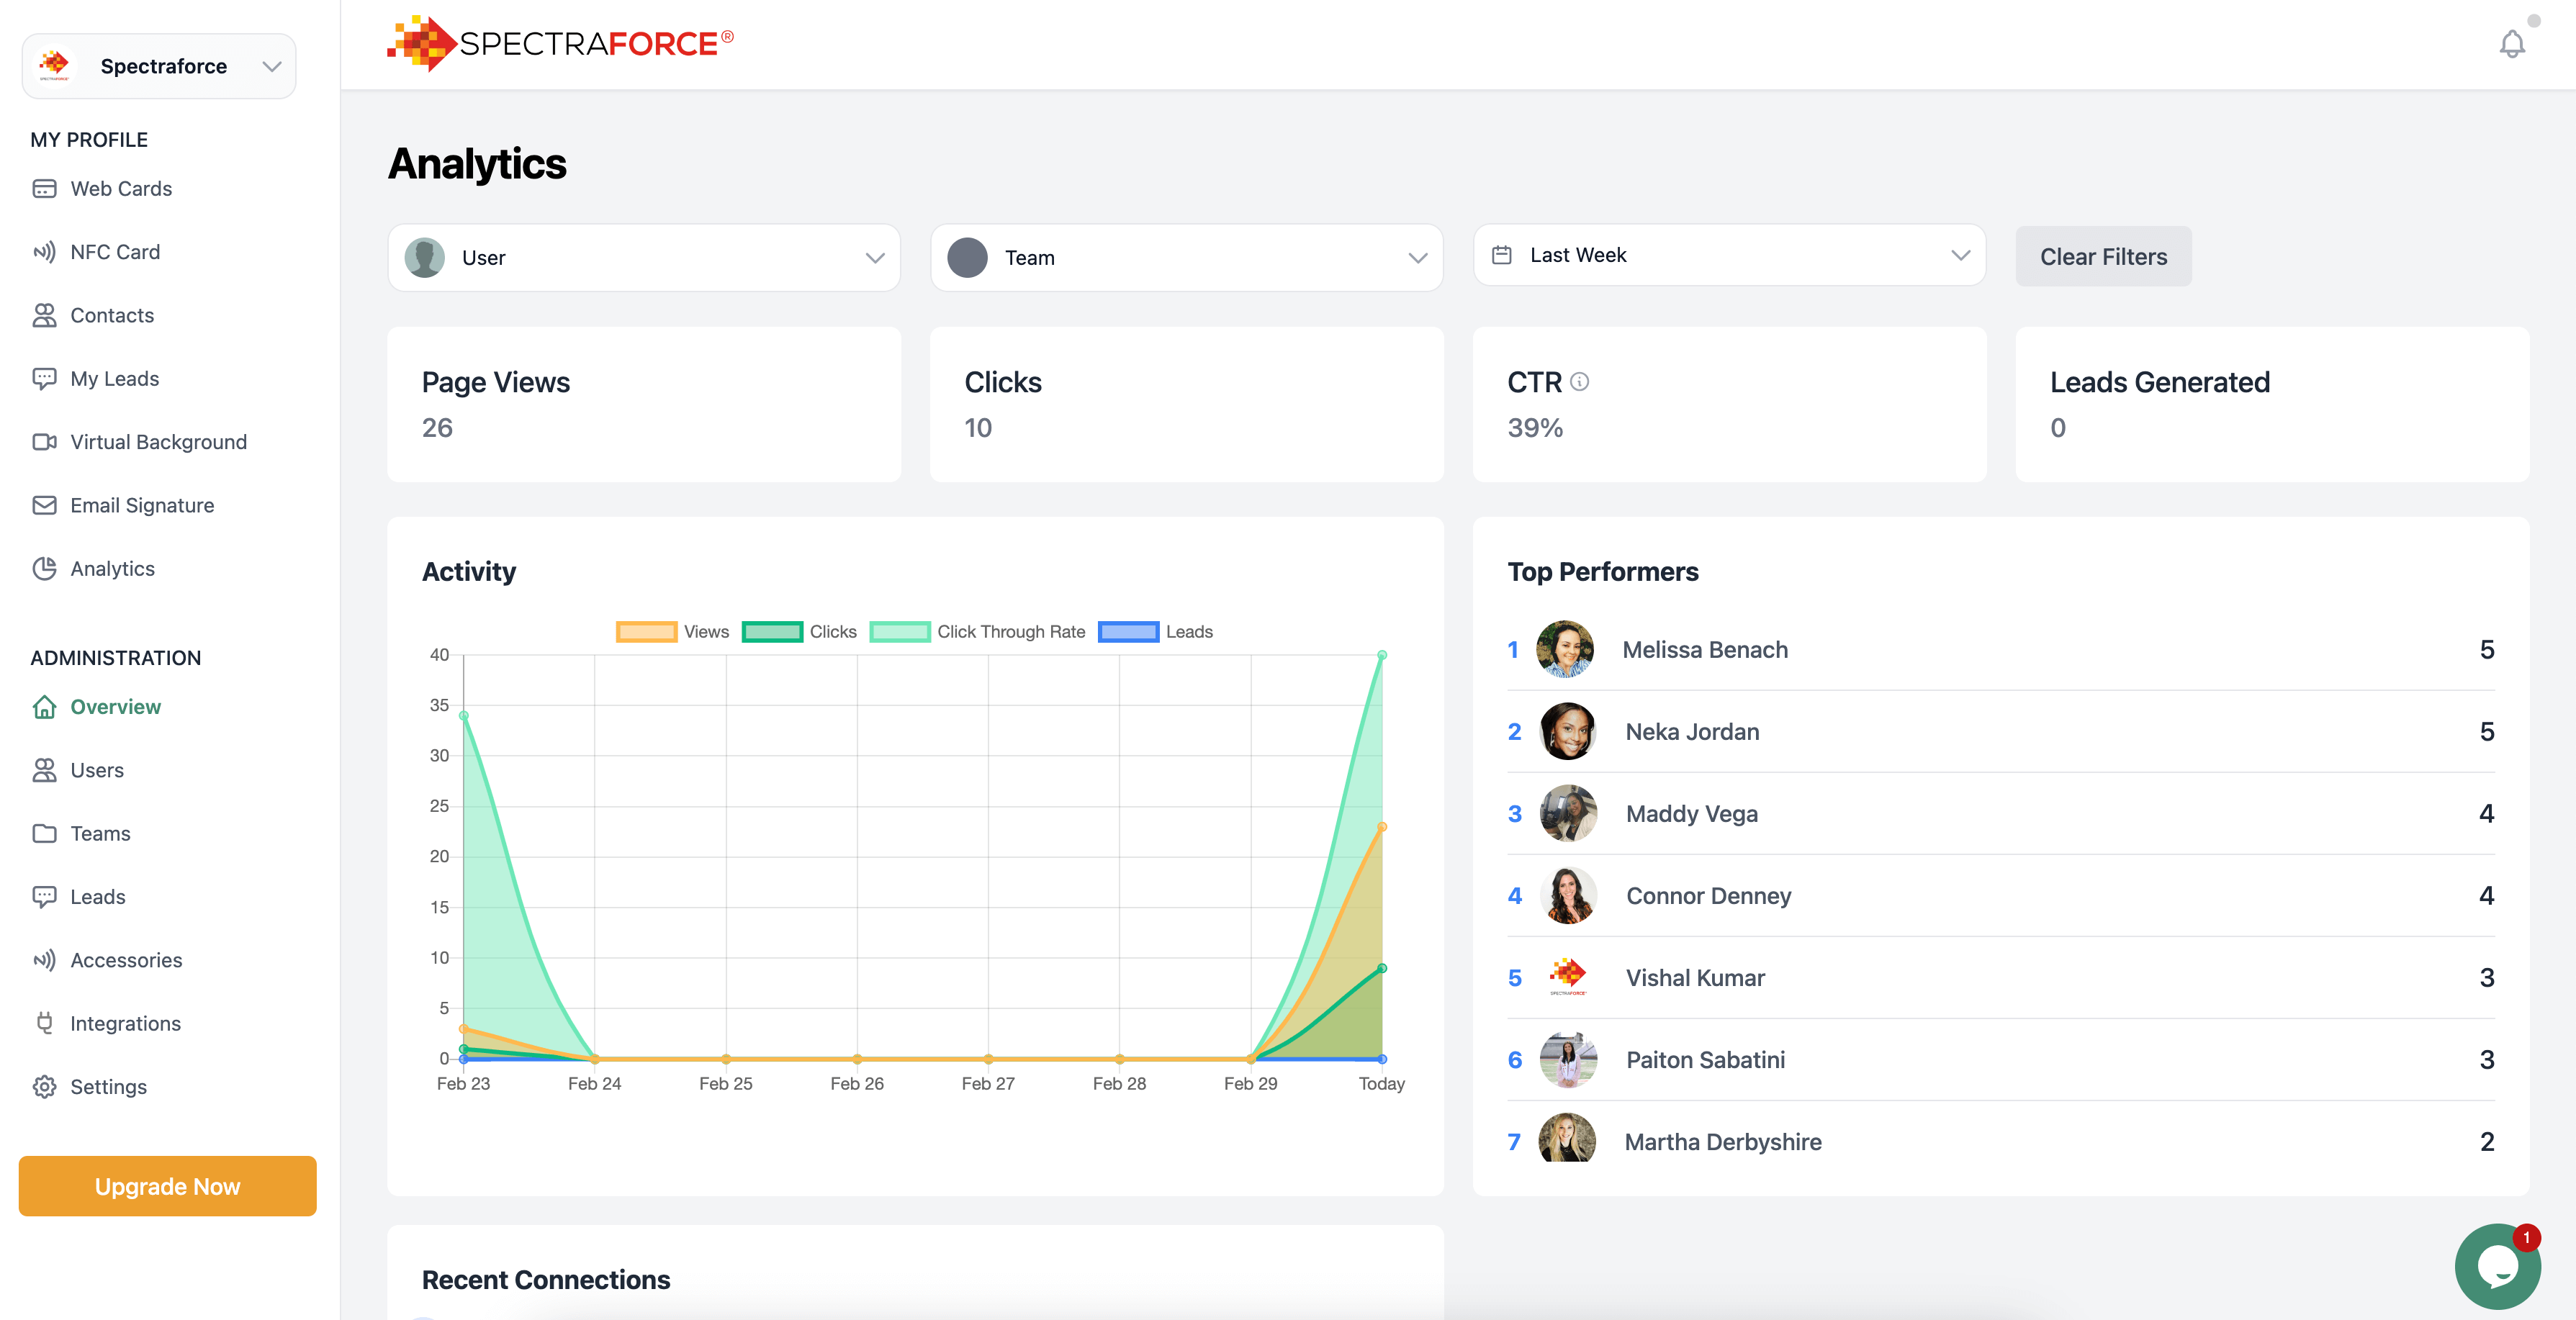 Spectraforce
MY PROFILE
Web Cards
NFC Card
Contacts
My Leads
Virtual Background
Email Signature
Analytics
ADMINISTRATION
Overview
Users
Teams
Leads
Accessories
Integrations
Settings
Upgrade Now
SPECTRAFORCE®
Analytics
User
Team
Last Week
Clear Filters
Page Views
26
Clicks
10
CTR
39%
Leads Generated
0
Activity
Views Clicks Click Through Rate Leads
40
35
30
25
20
15
10
5
0
Feb 23 Feb 24 Feb 25 Feb 26 Feb 27 Feb 28 Feb 29 Today
Top Performers
1 Melissa Benach 5
2 Neka Jordan 5
3 Maddy Vega 4
4 Connor Denney 4
5 SPECTRAFORCE Vishal Kumar 3
6 Paiton Sabatini 3
7 Martha Derbyshire 2
Recent Connections
1